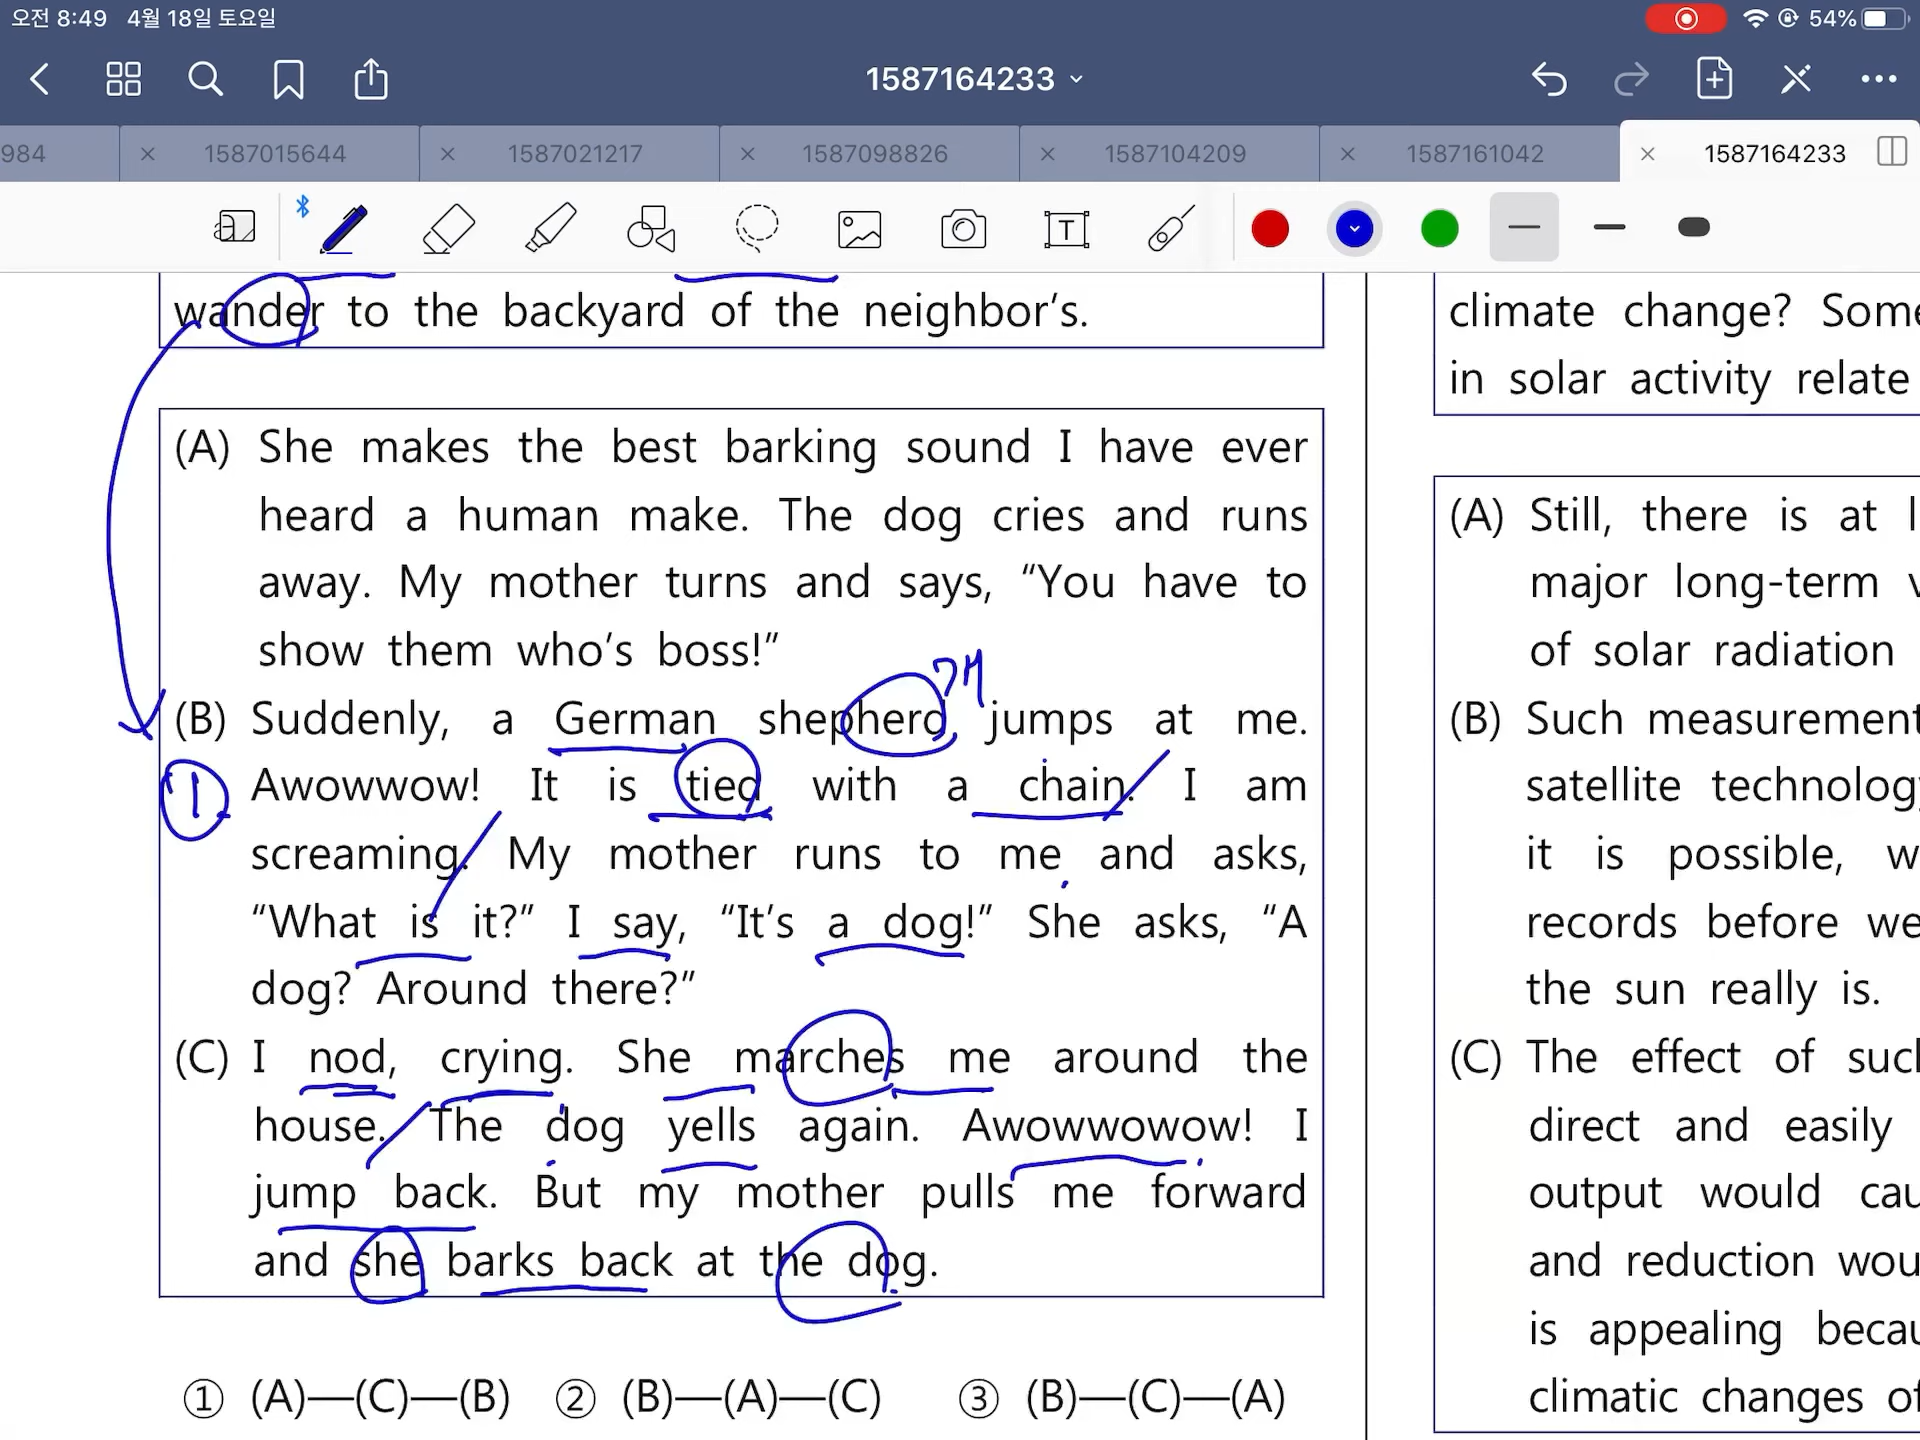 오전 8:49 4월 18일 토요일
54%
1587164233
984
1587015644
1587021217
1587098826
1587104209
1587161042
1587164233
wander to the backyard of the neighbor's.
(A) She makes the best barking sound I have ever
heard a human make. The dog cries and runs
away. My mother turns and says, “You have to
show them who's boss!”
개
(B) Suddenly, a German shepherd jumps at me.
① Awowwow! It is tied with a chain. I am
screaming. My mother runs to me and asks,
“What is it?” I say, “It's a dog!” She asks, “A
dog? Around there?”
(C) I nod, crying. She marches me around the
house. The dog yells again. Awowwowow! I
jump back. But my mother pulls me forward
and she barks back at the dog.
① (A)—(C)—(B) ② (B)—(A)—(C) ③ (B)—(C)—(A)
climate change? Some
in solar activity relate
(A) Still, there is at l
major long-term v
of solar radiation
(B) Such measurement
satellite technology
it is possible, w
records before we
the sun really is.
(C) The effect of such
direct and easily
output would cau
and reduction wou
is appealing becau
climatic changes of